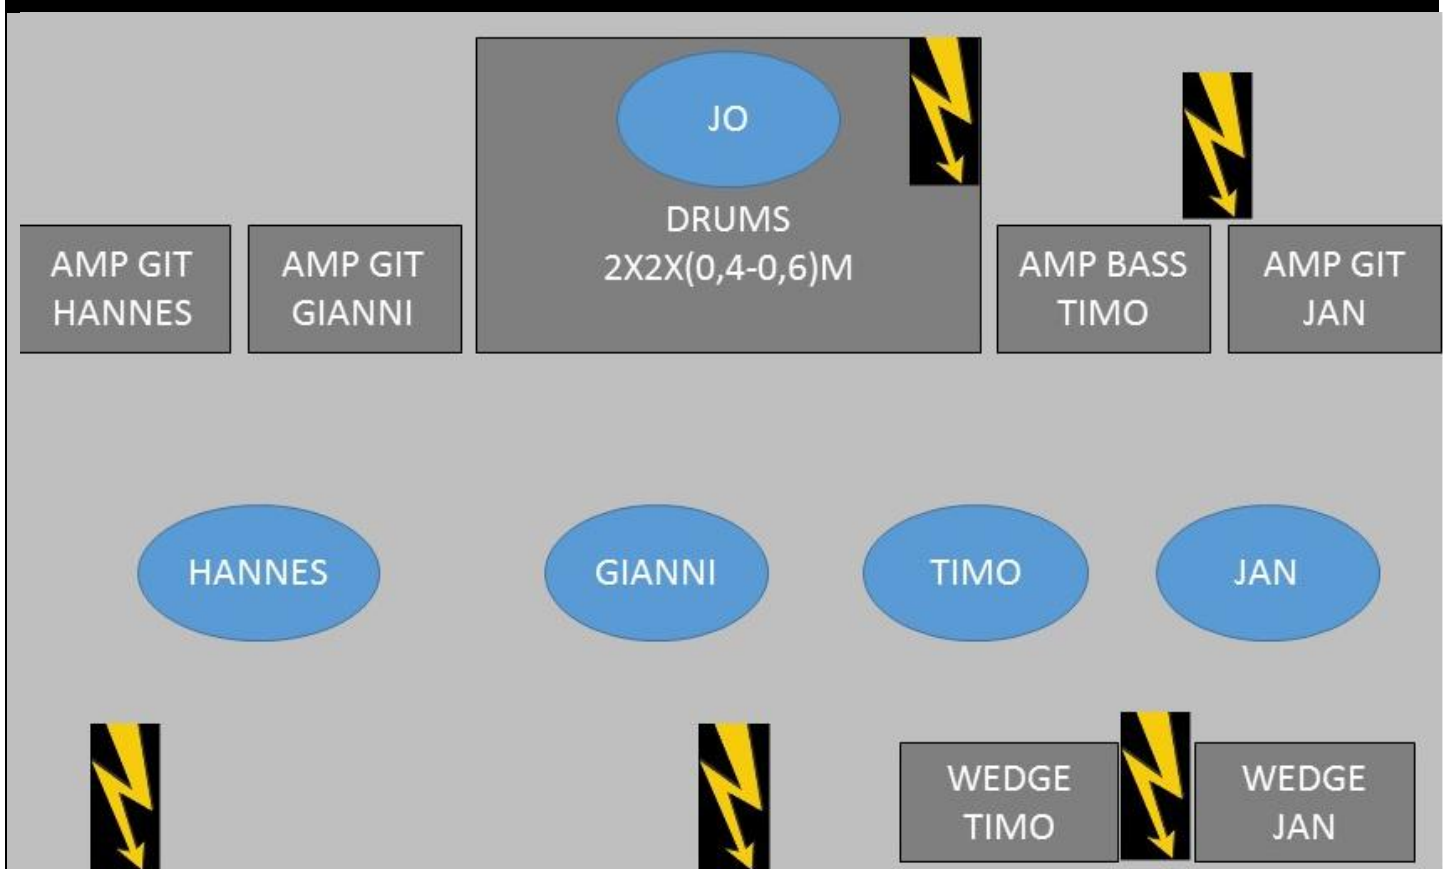 JO
DRUMS
2X2X(0,4-0,6)M
AMP GIT
HANNES
AMP GIT
GIANNI
AMP BASS
TIMO
AMP GIT
JAN
HANNES
GIANNI
TIMO
JAN
WEDGE
TIMO
WEDGE
JAN